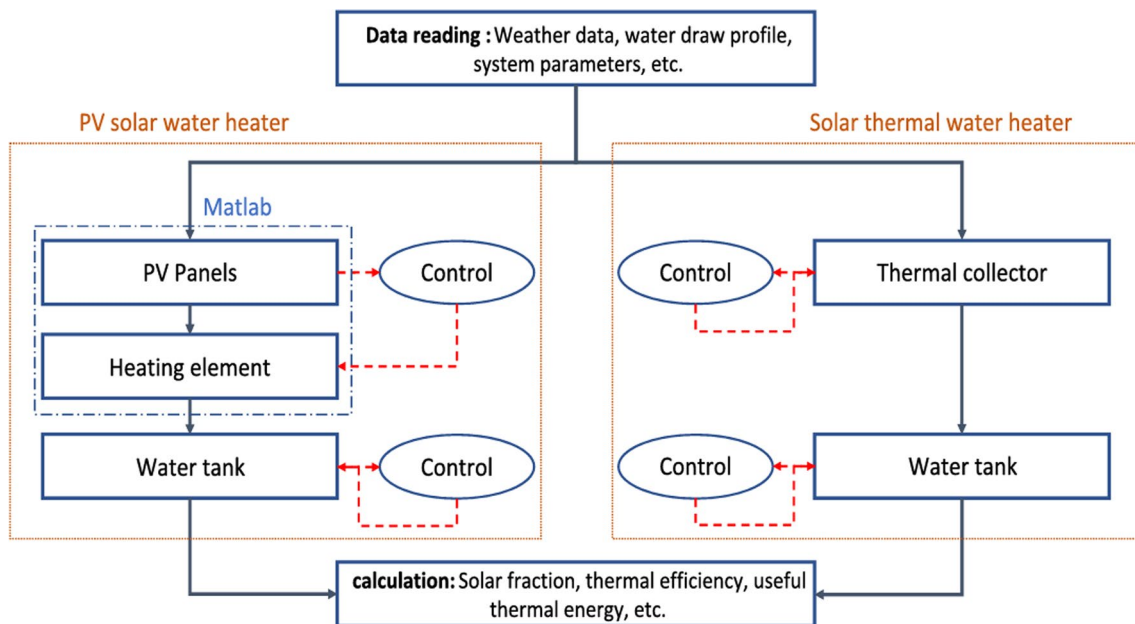 Data reading : Weather data, water draw profile,
system parameters, etc.
PV solar water heater
Solar thermal water heater
Matlab
PV Panels
Control
Control
Thermal collector
Heating element
Water tank
Control
Control
Water tank
calculation: Solar fraction, thermal efficiency, useful
thermal energy, etc.